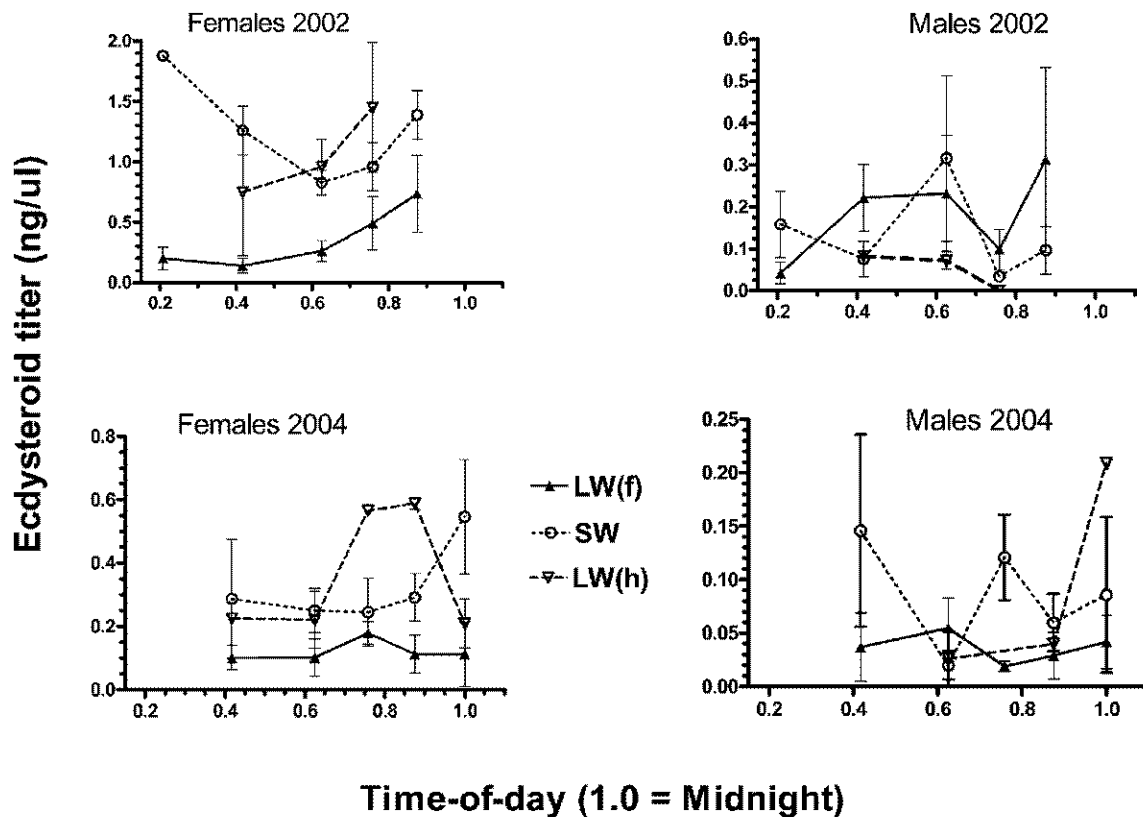 Ecdysteroid titer (ng/ul)
Females 2002
2.0
1.5
1.0
0.5
0.0
0.2 0.4 0.6 0.8 1.0
Males 2002
0.6
0.5
0.4
0.3
0.2
0.1
0.0
0.2 0.4 0.6 0.8 1.0
Females 2004
0.8
0.6
0.4
0.2
0.0
0.2 0.4 0.6 0.8 1.0
LW(f)
SW
LW(h)
Males 2004
0.25
0.20
0.15
0.10
0.05
0.00
0.2 0.4 0.6 0.8 1.0
Time-of-day (1.0 = Midnight)